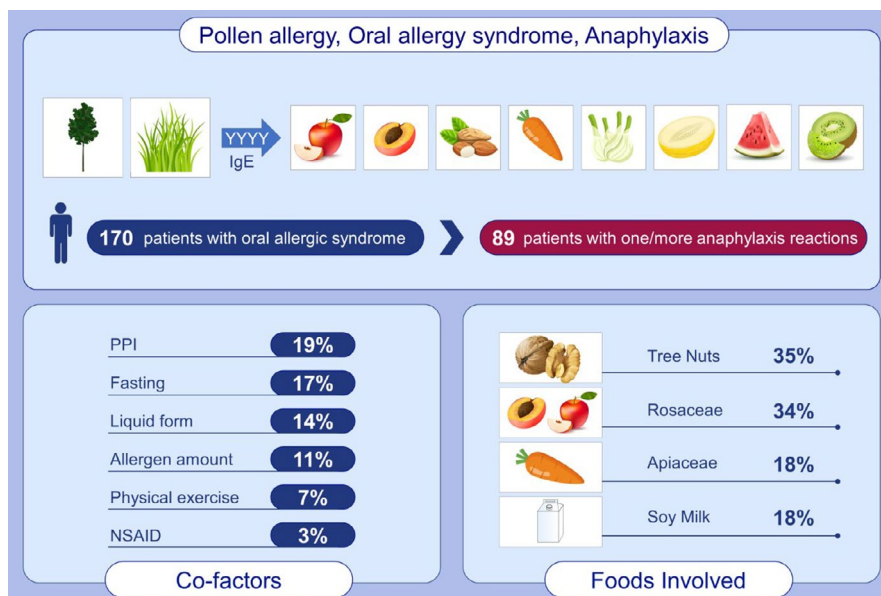 Pollen allergy, Oral allergy syndrome, Anaphylaxis
YYYY
IgE
170 patients with oral allergic syndrome
89 patients with one/more anaphylaxis reactions
PPI 19%
Fasting 17%
Liquid form 14%
Allergen amount 11%
Physical exercise 7%
NSAID 3%
Co-factors
Tree Nuts 35%
Rosaceae 34%
Apiaceae 18%
Soy Milk 18%
Foods Involved